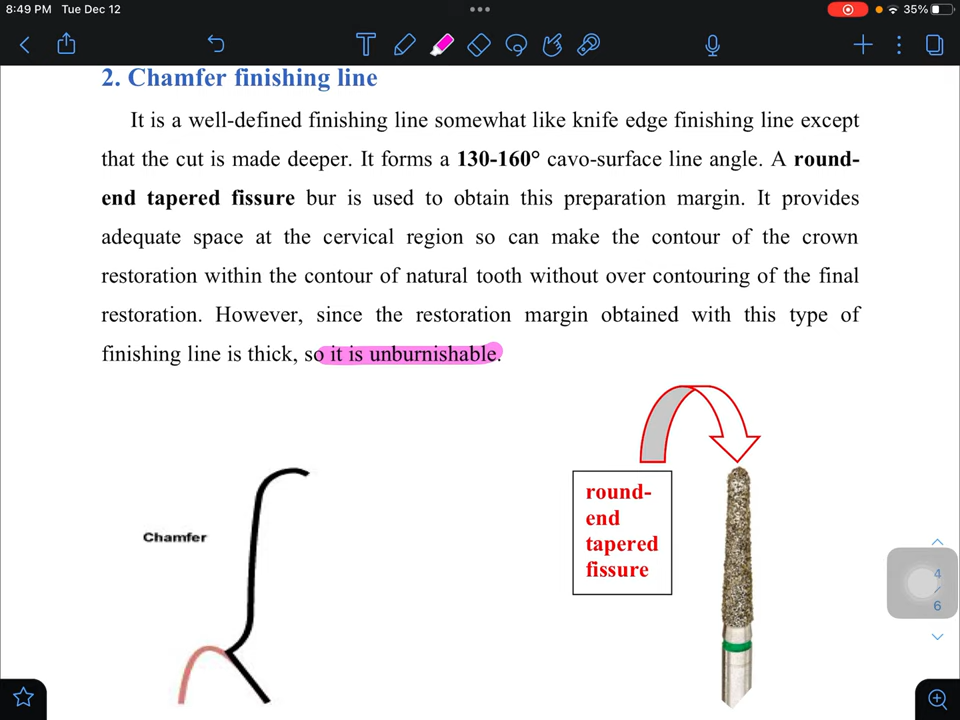 8:49 PM Tue Dec 12
35%
2. Chamfer finishing line
It is a well-defined finishing line somewhat like knife edge finishing line except
that the cut is made deeper. It forms a 130-160° cavo-surface line angle. A round-
end tapered fissure bur is used to obtain this preparation margin. It provides
adequate space at the cervical region so can make the contour of the crown
restoration within the contour of natural tooth without over contouring of the final
restoration. However, since the restoration margin obtained with this type of
finishing line is thick, so it is unburnishable.
Chamfer
round-
end
tapered
fissure
4
/
6